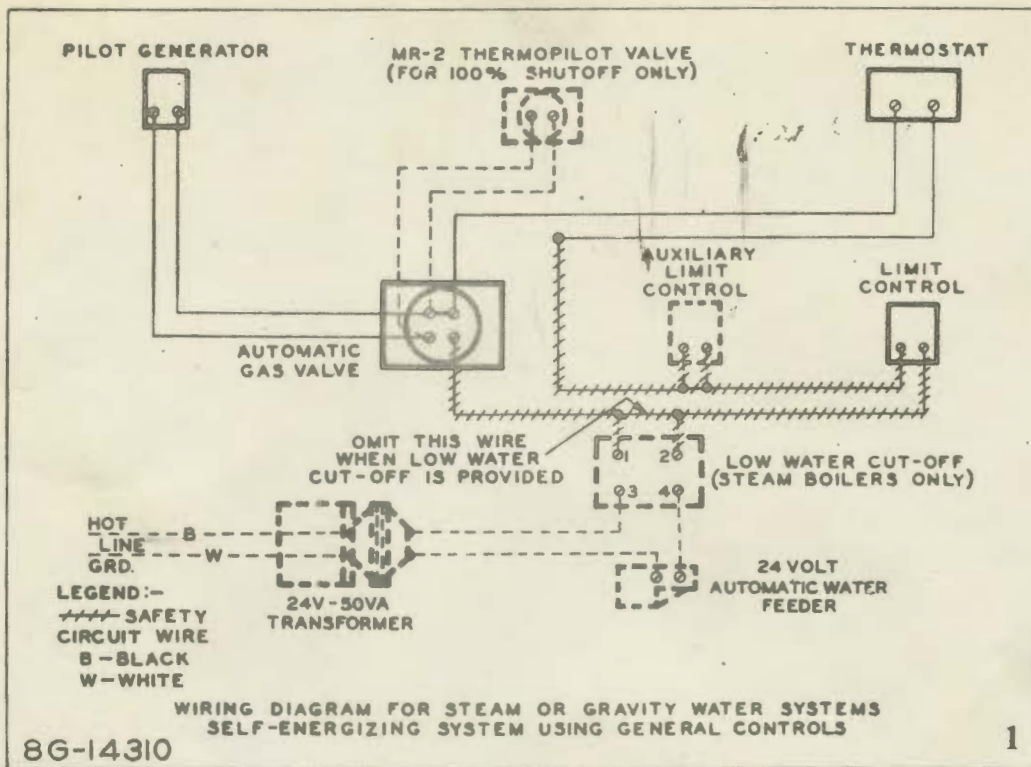 PILOT GENERATOR
MR-2 THERMOPILOT VALVE
(FOR 100% SHUTOFF ONLY)
THERMOSTAT
AUXILIARY
LIMIT
CONTROL
LIMIT
CONTROL
AUTOMATIC
GAS VALVE
OMIT THIS WIRE
WHEN LOW WATER
CUT-OFF IS PROVIDED
1 2
3 4
LOW WATER CUT-OFF
(STEAM BOILERS ONLY)
HOT
B
LINE
W
GRD.
24V-50VA
TRANSFORMER
24 VOLT
AUTOMATIC WATER
FEEDER
LEGEND:-
SAFETY
CIRCUIT WIRE
B-BLACK
W-WHITE
WIRING DIAGRAM FOR STEAM OR GRAVITY WATER SYSTEMS
SELF-ENERGIZING SYSTEM USING GENERAL CONTROLS
8G-14310
1